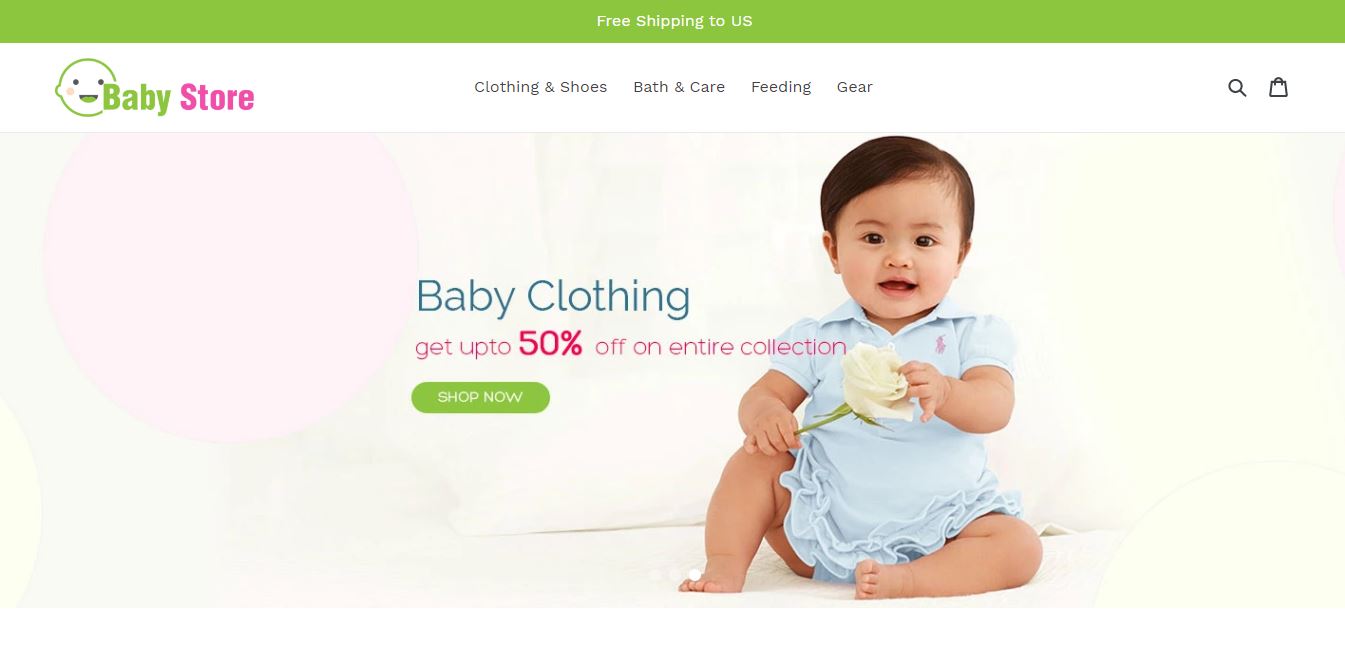 Free Shipping to US
Baby Store
Clothing & Shoes Bath & Care Feeding Gear
Baby Clothing
get upto 50% off on entire collection
SHOP NOW